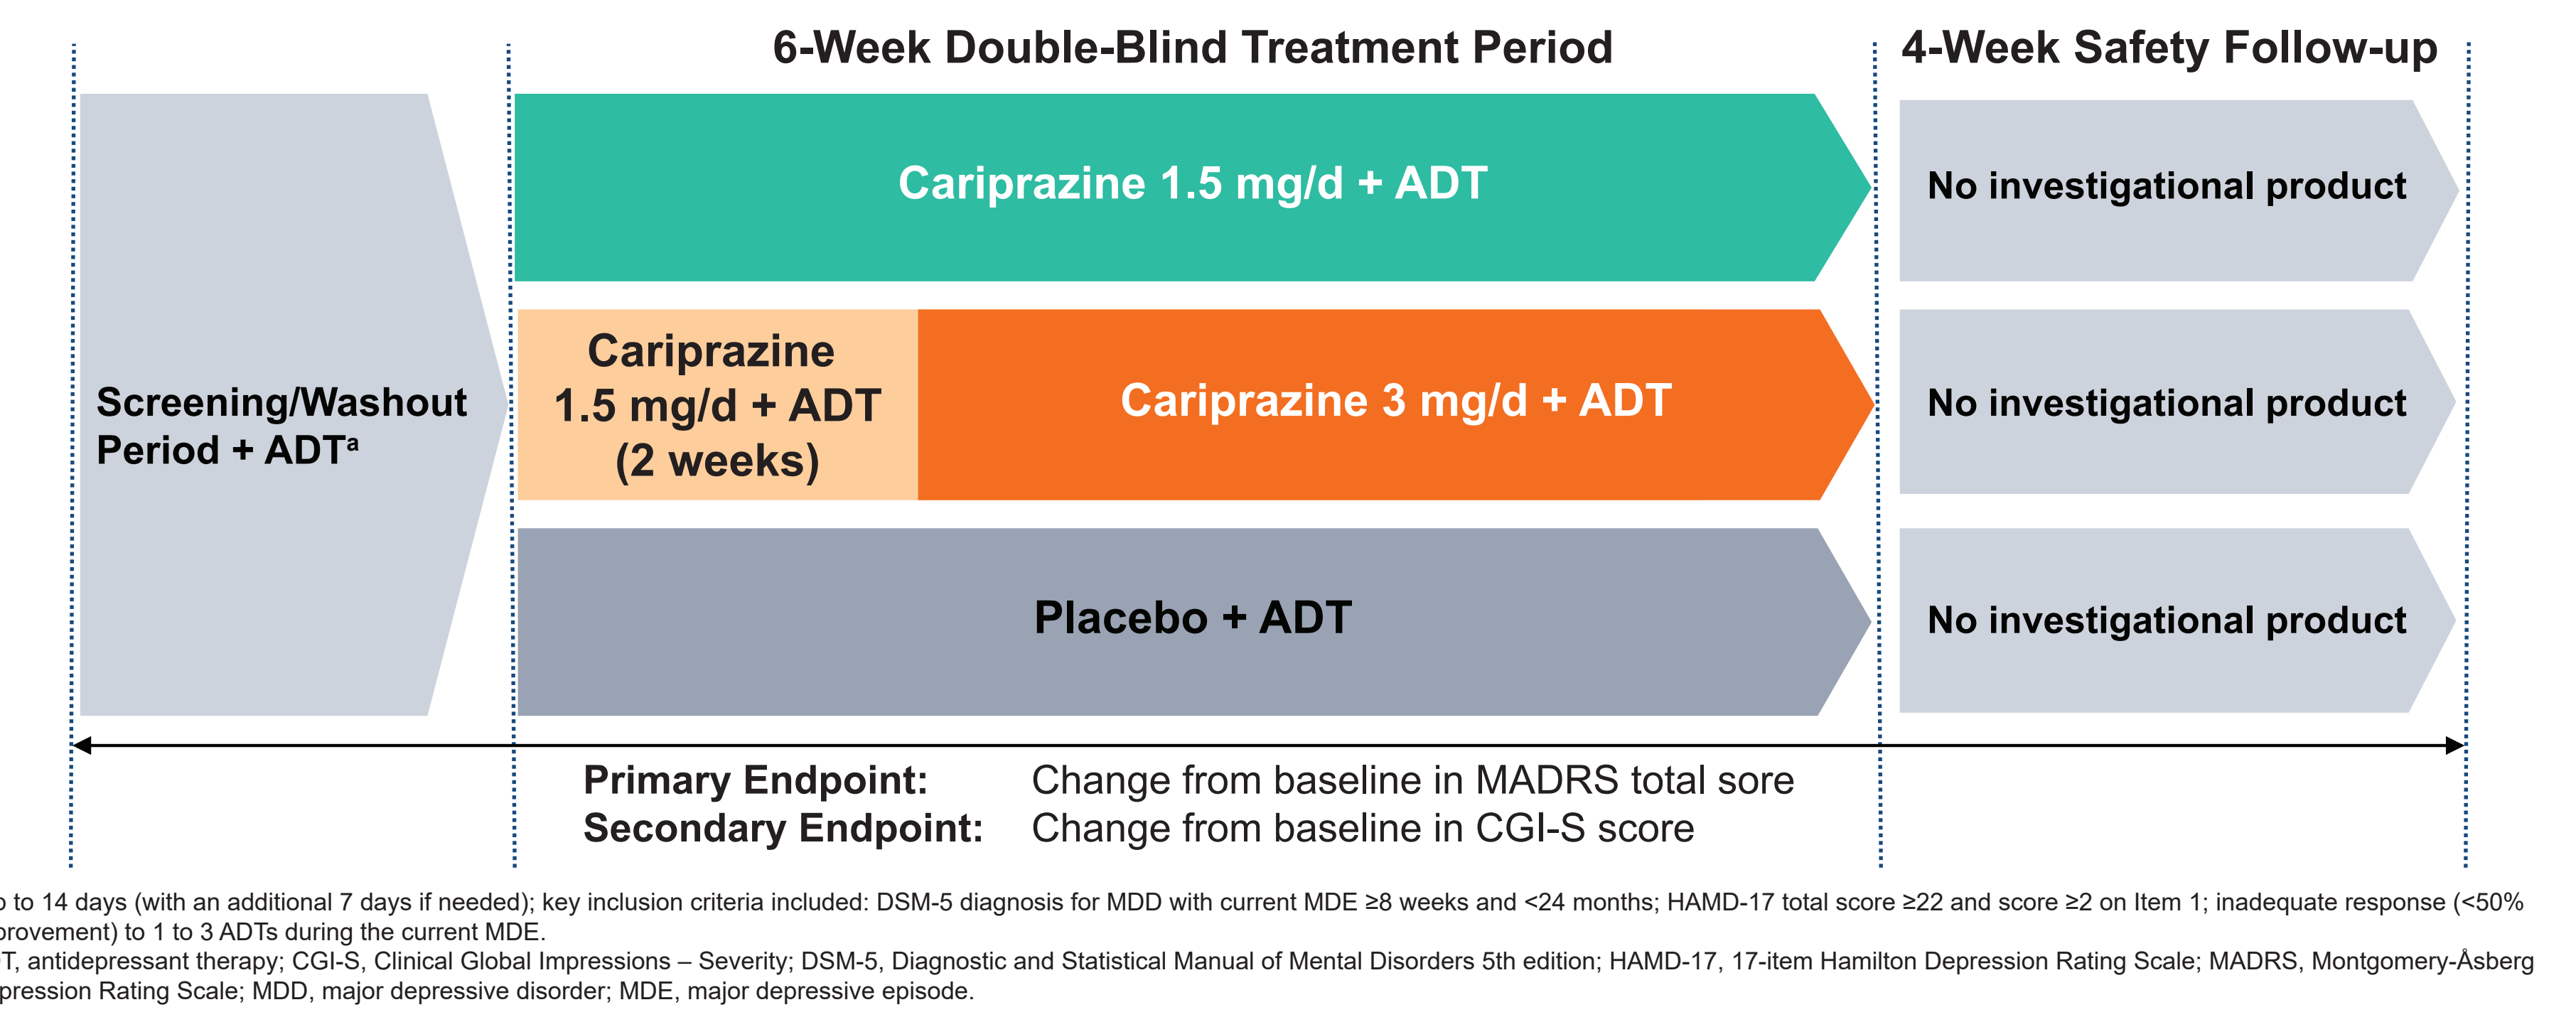 6-Week Double-Blind Treatment Period
4-Week Safety Follow-up
Cariprazine 1.5 mg/d + ADT
No investigational product
Screening/Washout
Period + ADTª
Cariprazine
1.5 mg/d + ADT
(2 weeks)
Cariprazine 3 mg/d + ADT
No investigational product
Placebo + ADT
No investigational product
Primary Endpoint: Change from baseline in MADRS total sore
Secondary Endpoint: Change from baseline in CGI-S score
to 14 days (with an additional 7 days if needed); key inclusion criteria included: DSM-5 diagnosis for MDD with current MDE ≥8 weeks and <24 months; HAMD-17 total score ≥22 and score ≥2 on Item 1; inadequate response (<50%
provement) to 1 to 3 ADTs during the current MDE.
T, antidepressant therapy; CGI-S, Clinical Global Impressions – Severity; DSM-5, Diagnostic and Statistical Manual of Mental Disorders 5th edition; HAMD-17, 17-item Hamilton Depression Rating Scale; MADRS, Montgomery-Åsberg
pression Rating Scale; MDD, major depressive disorder; MDE, major depressive episode.